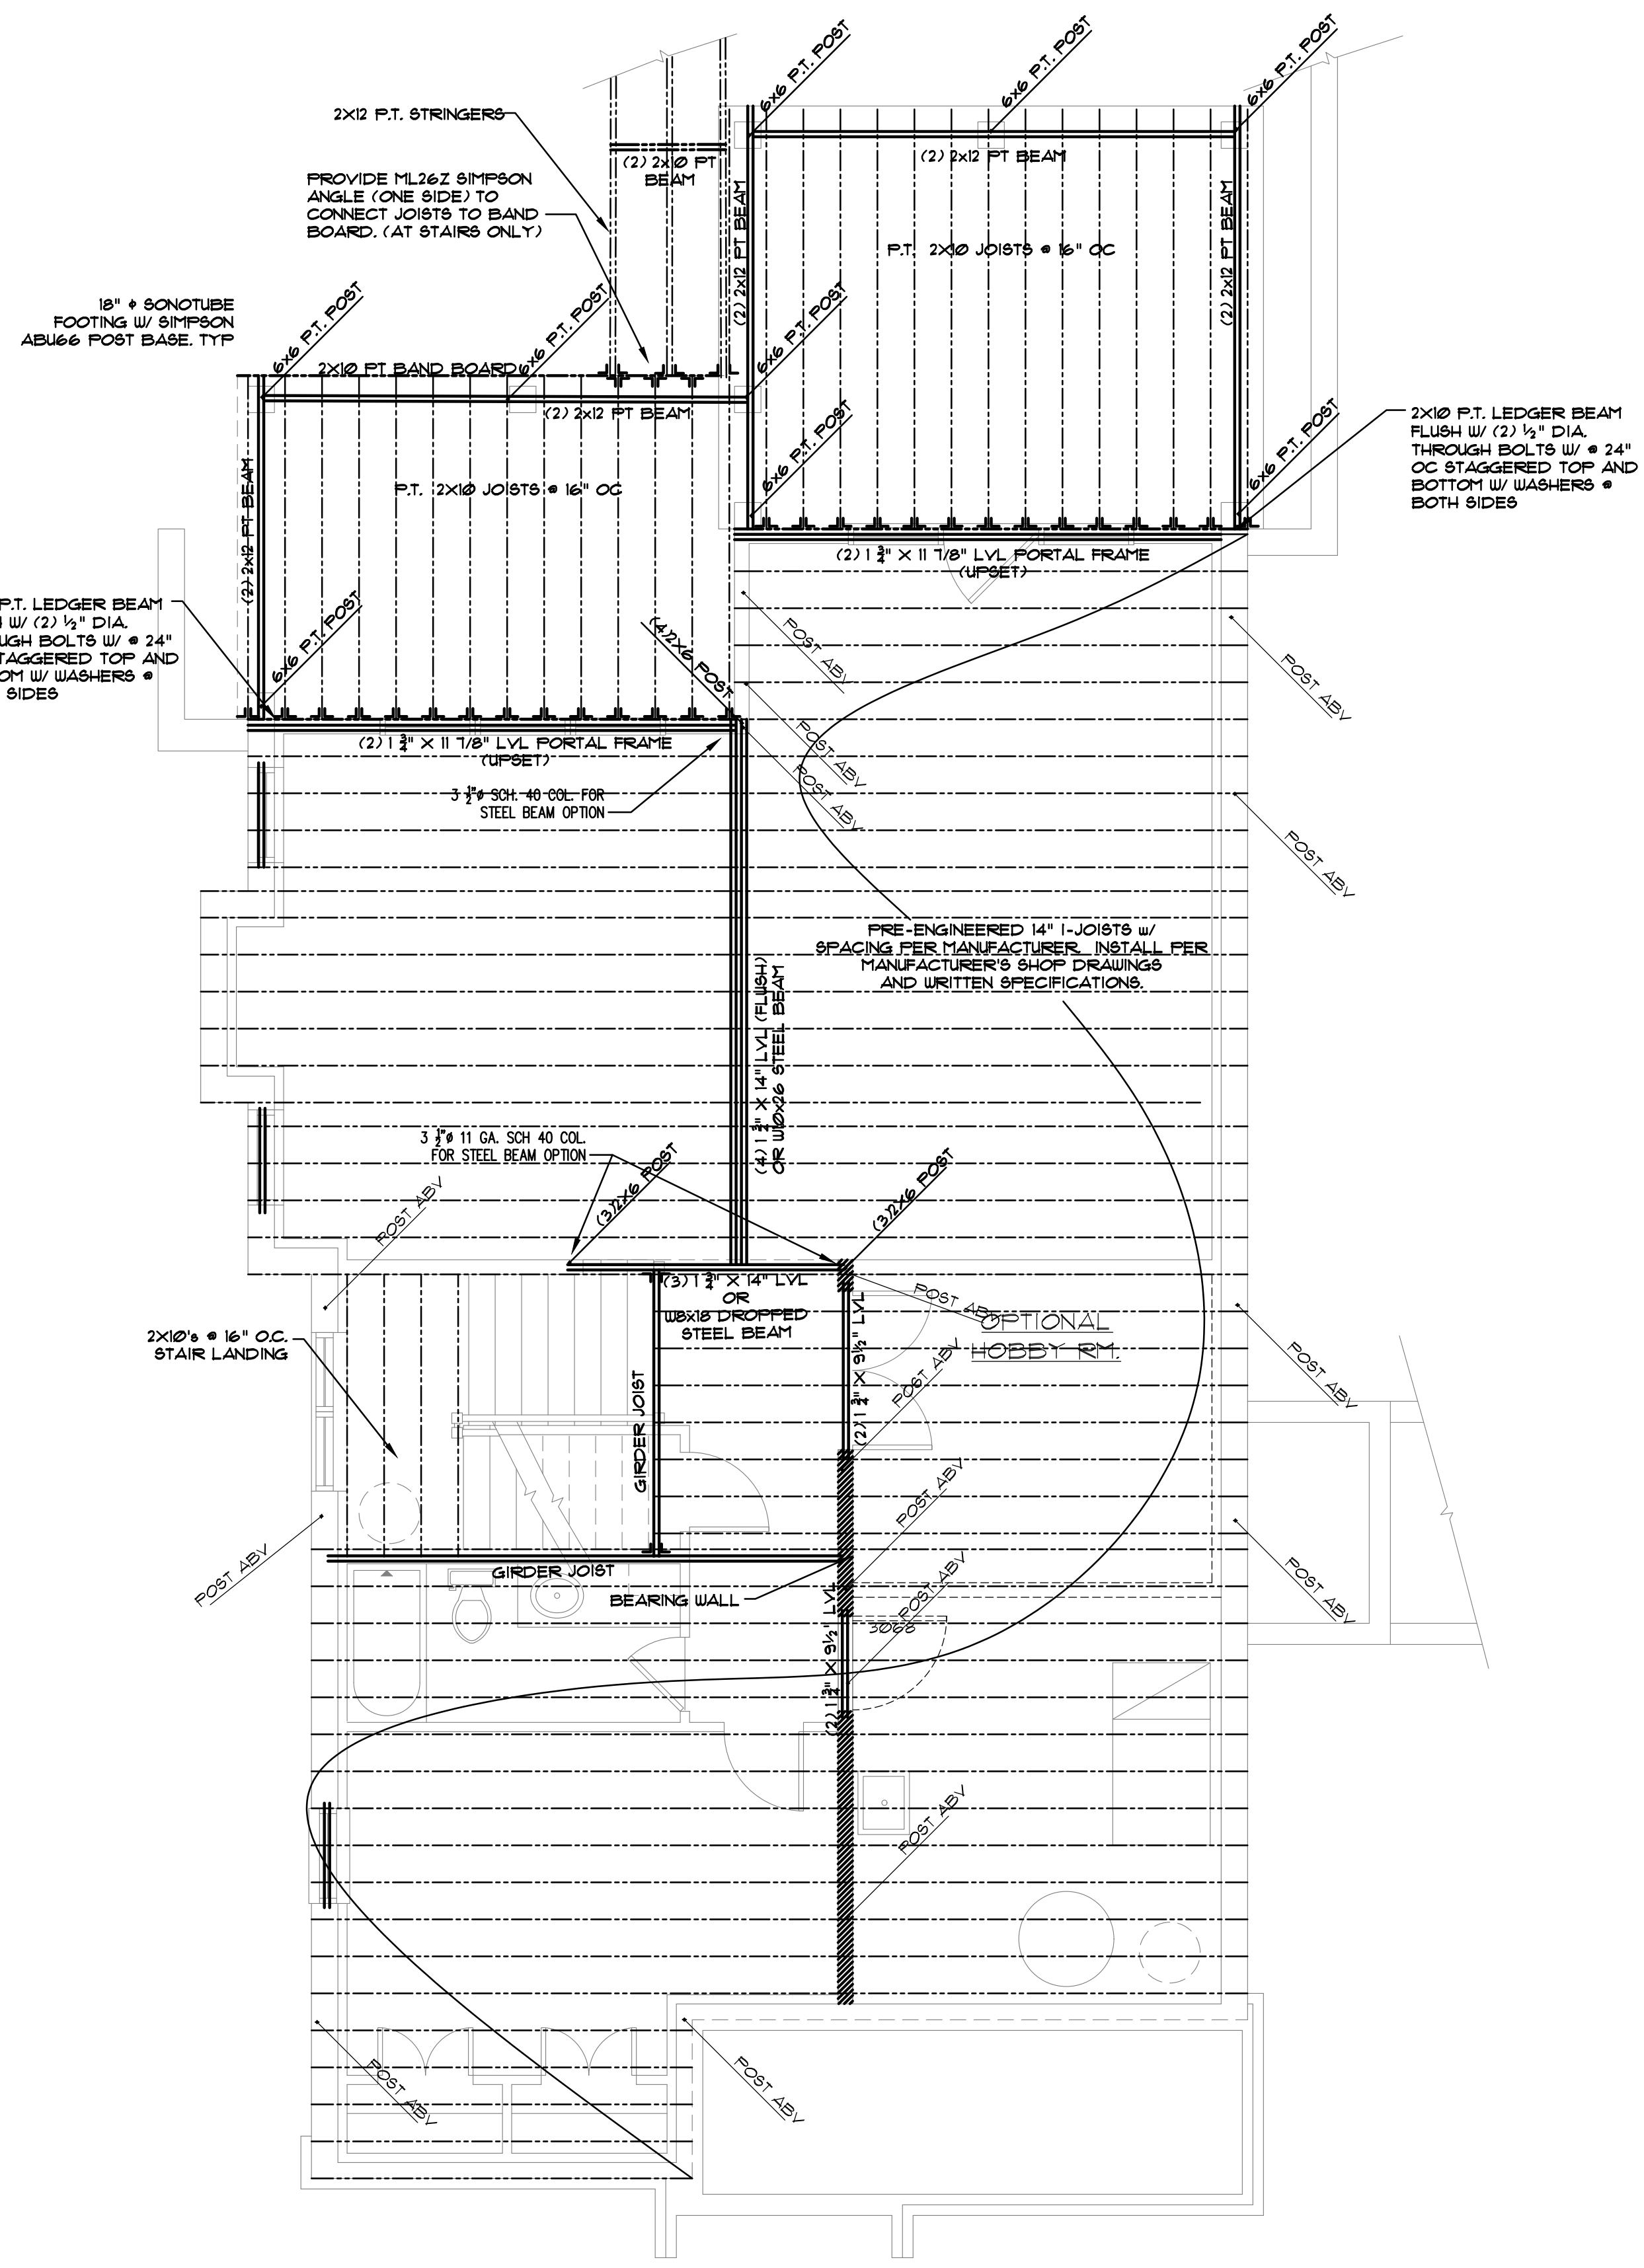 6x6 P.T. POST
6x6 P.T. POST
6x6 P.T. POST
2X12 P.T. STRINGERS
(2) 2x10 PT
BEAM
(2) 2x12 PT BEAM
PROVIDE ML26Z SIMPSON
ANGLE (ONE SIDE) TO
CONNECT JOISTS TO BAND
BOARD. (AT STAIRS ONLY)
(2) 2x12 PT BEAM
(2) 2x12 PT BEAM
P.T. 2X10 JOISTS @ 16" OC
18" ϕ SONOTUBE
FOOTING W/ SIMPSON
ABU66 POST BASE. TYP
6x6 P.T. POST
6x6 P.T. POST
6x6 P.T. POST
2X10 PT BAND BOARD
(2) 2x12 PT BEAM
6x6 P.T. POST
6x6 P.T. POST
2X10 P.T. LEDGER BEAM
FLUSH W/ (2) ½" DIA.
THROUGH BOLTS W/ @ 24"
OC STAGGERED TOP AND
BOTTOM W/ WASHERS @
BOTH SIDES
P.T. 2X10 JOISTS @ 16" OC
(2) 2x12 PT BEAM
(2) 1 ¾" X 11 7/8" LVL PORTAL FRAME
(UPSET)
P.T. LEDGER BEAM
W/ (2) ½" DIA.
UGH BOLTS W/ @ 24"
TAGGERED TOP AND
OM W/ WASHERS @
SIDES
6x6 P.T. POST
(4)2X6 POST
POST ABV
POST ABV
(2) 1 ¾" X 11 7/8" LVL PORTAL FRAME
(UPSET)
POST ABV
POST ABV
3 ½"ϕ SCH. 40 COL. FOR
STEEL BEAM OPTION
POST ABV
PRE-ENGINEERED 14" I-JOISTS w/
SPACING PER MANUFACTURER. INSTALL PER
MANUFACTURER'S SHOP DRAWINGS
AND WRITTEN SPECIFICATIONS.
(4) 1 ¾" X 14" LVL (FLUSH)
OR W10x26 STEEL BEAM
3 ½"ϕ 11 GA. SCH 40 COL.
FOR STEEL BEAM OPTION
(3)2X6 POST
(3)2X6 POST
POST ABV
(3) 1 ¾" X 14" LVL
OR
W8x18 DROPPED
STEEL BEAM
POST ABV
OPTIONAL
HOBBY RM.
2X10's @ 16" O.C.
STAIR LANDING
(2) 1 ¾" X 9½" LVL
POST ABV
POST ABV
GIRDER JOIST
POST ABV
POST ABV
GIRDER JOIST
BEARING WALL
POST ABV
POST ABV
3068
(2) 1 ¾" X 9½" LVL
POST ABV
POST ABV
POST ABV